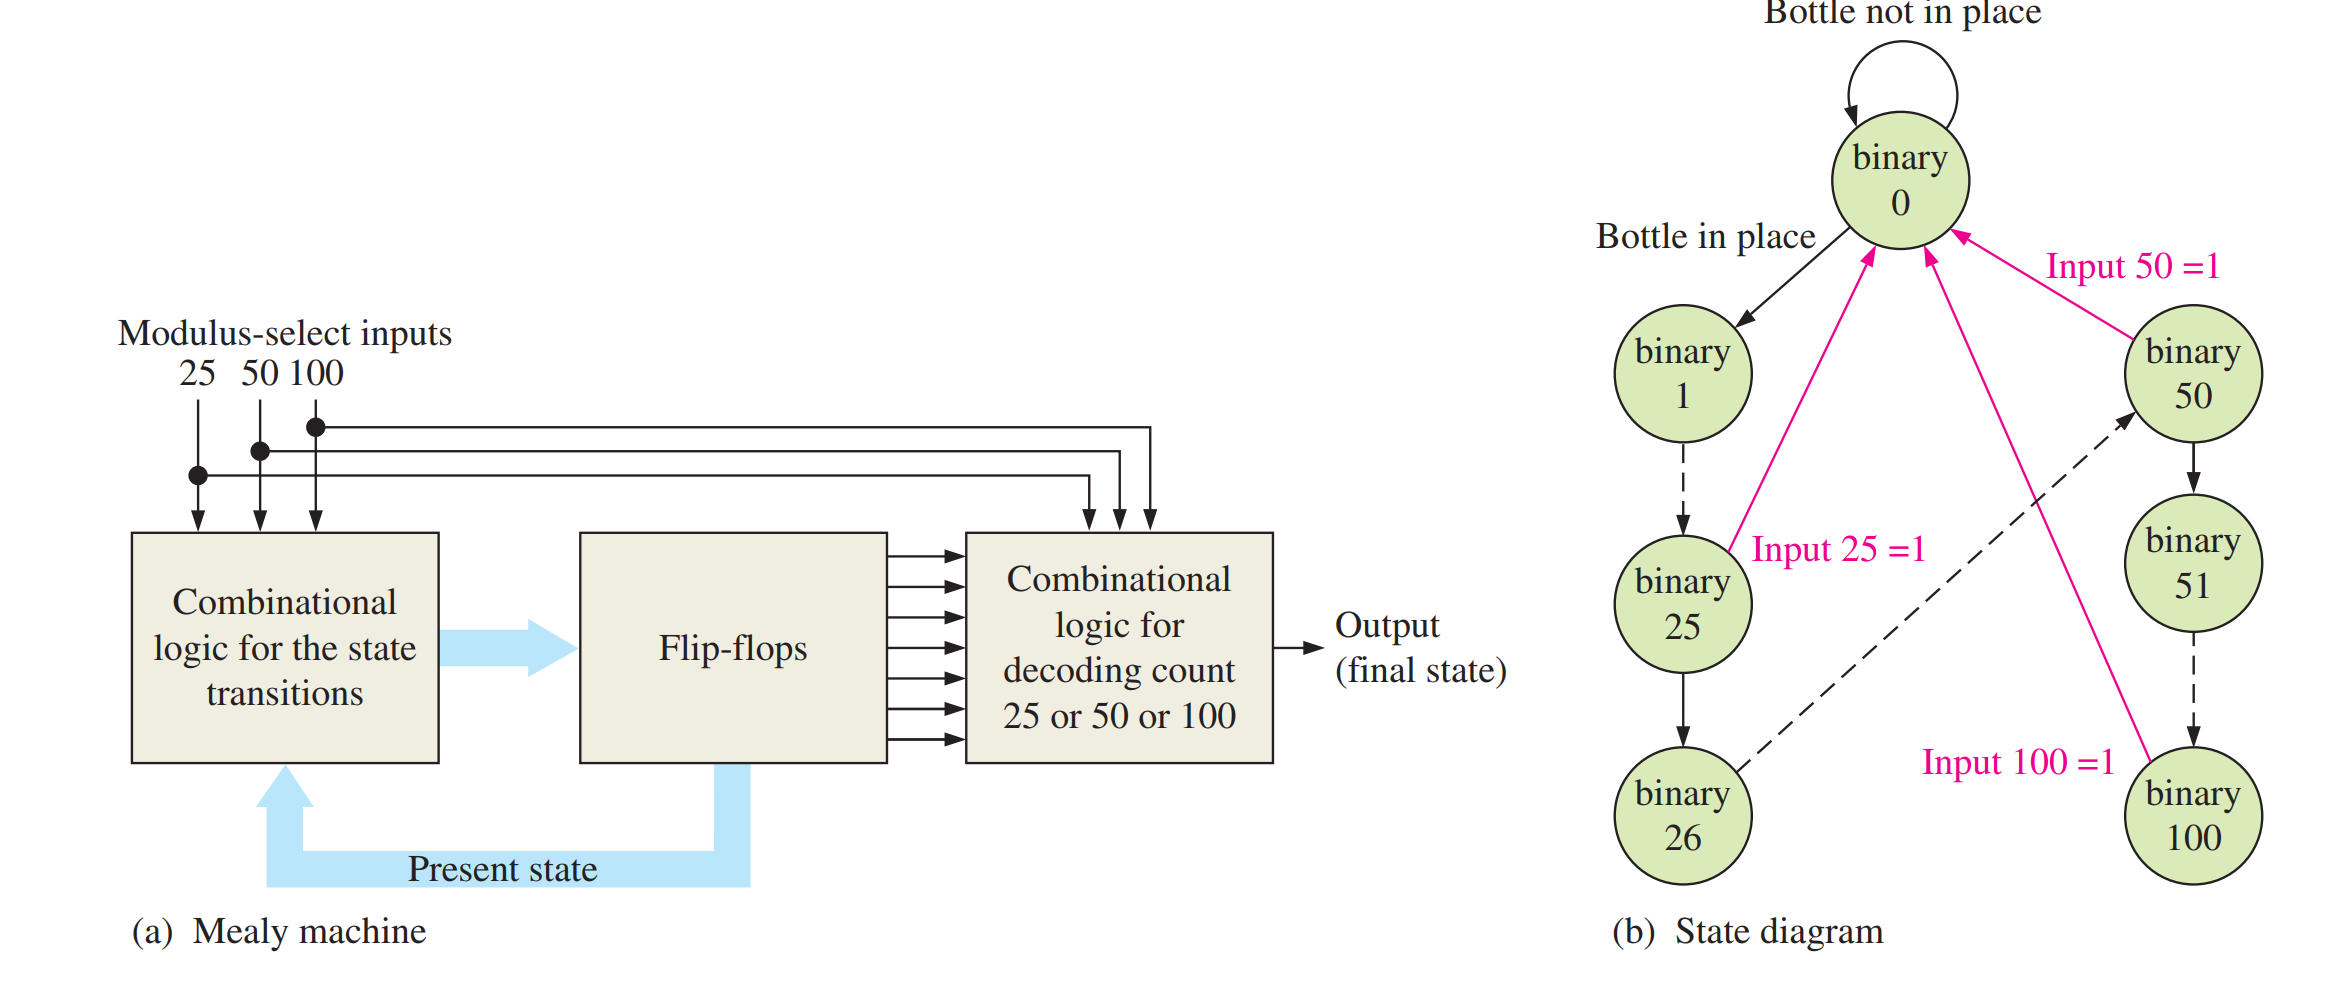 Modulus-select inputs
25 50 100
Combinational
logic for the state
transitions
Flip-flops
Combinational
logic for
decoding count
25 or 50 or 100
Output
(final state)
Present state
(a) Mealy machine
Bottle not in place
binary
0
Bottle in place
Input 50 =1
binary
1
binary
50
Input 25 =1
binary
25
binary
51
Input 100 =1
binary
26
binary
100
(b) State diagram